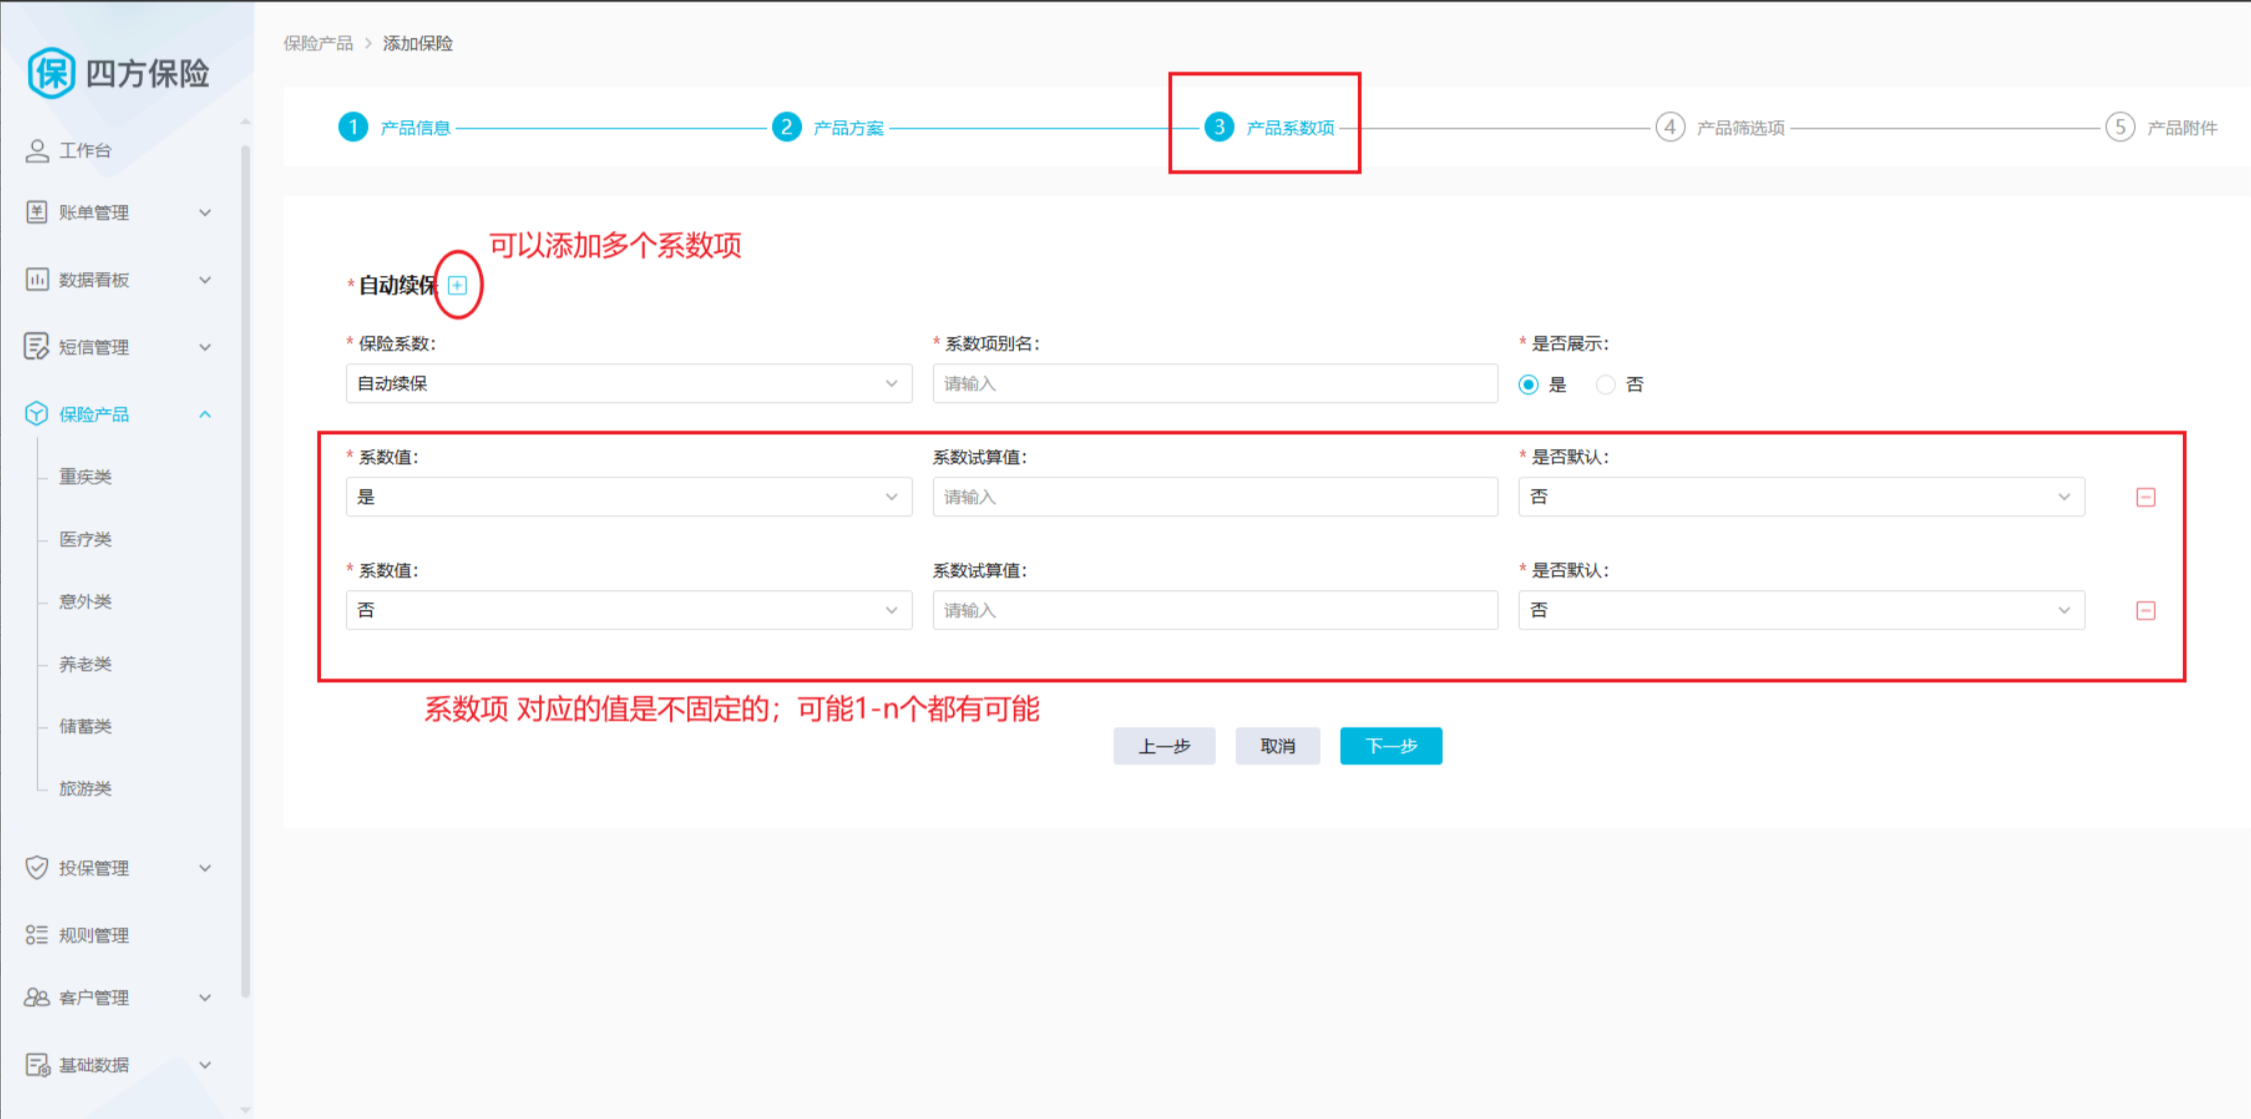 保 四方保险
工作台
账单管理
数据看板
短信管理
保险产品
重疾类
医疗类
意外类
养老类
储蓄类
旅游类
投保管理
规则管理
客户管理
基础数据
保险产品 > 添加保险
1 产品信息 2 产品方案 3 产品系数项 4 产品筛选项 5 产品附件
可以添加多个系数项
* 自动续保
* 保险系数: * 系数项别名: * 是否展示:
自动续保 请输入 是 否
* 系数值: 系数试算值: * 是否默认:
是 请输入 否
* 系数值: 系数试算值: * 是否默认:
否 请输入 否
系数项 对应的值是不固定的；可能1-n个都有可能
上一步 取消 下一步